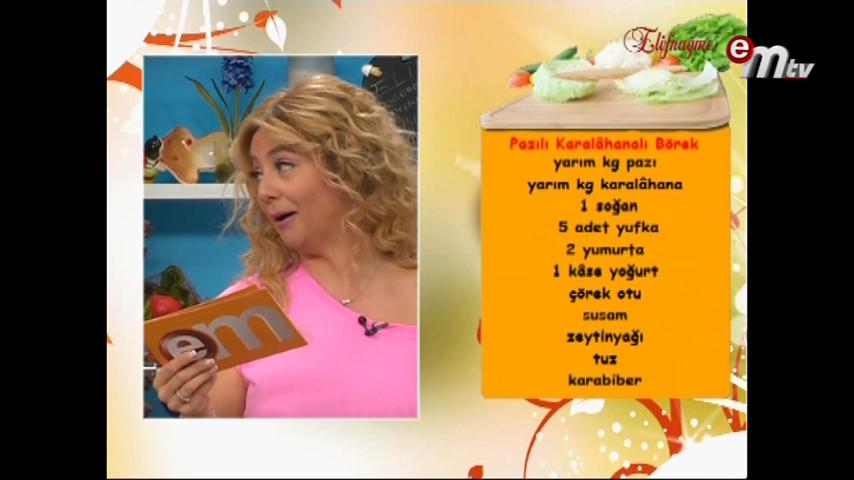 Elifnağme
em tv
Pazılı Karalâhanalı Börek
yarım kg pazı
yarım kg karalâhana
1 soğan
5 adet yufka
2 yumurta
1 kâse yoğurt
çörek otu
susam
zeytinyağı
tuz
karabiber
em